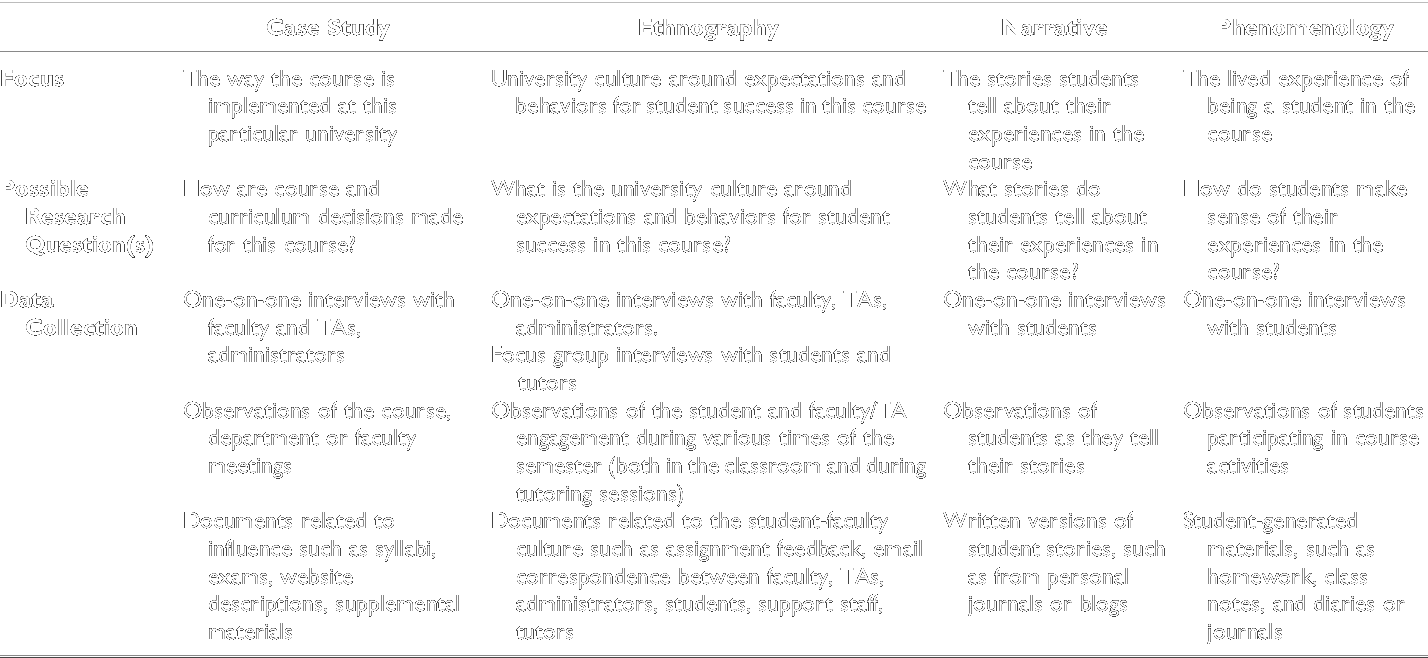 Case Study Ethnography Narrative Phenomenology
Focus The way the course is University culture around expectations and The stories students The lived experience of
implemented at this behaviors for student success in this course tell about their being a student in the
particular university experiences in the course
course
Possible How are course and What is the university culture around What stories do How do students make
Research curriculum decisions made expectations and behaviors for student students tell about sense of their
Question(s) for this course? success in this course? their experiences in experiences in the
the course? course?
Data One-on-one interviews with One-on-one interviews with faculty, TAs, One-on-one interviews One-on-one interviews
Collection faculty and TAs, administrators. with students with students
administrators Focus group interviews with students and
tutors
Observations of the course, Observations of the student and faculty/TA Observations of Observations of students
department or faculty engagement during various times of the students as they tell participating in course
meetings semester (both in the classroom and during their stories activities
tutoring sessions)
Documents related to Documents related to the student-faculty Written versions of Student-generated
influence such as syllabi, culture such as assignment feedback, email student stories, such materials, such as
exams, website correspondence between faculty, TAs, as from personal homework, class
descriptions, supplemental administrators, students, support staff, journals or blogs notes, and diaries or
materials tutors journals